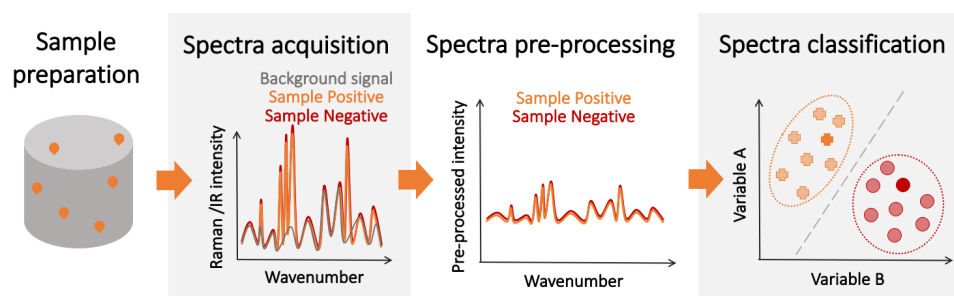 Sample
preparation
Spectra acquisition
Background signal
Sample Positive
Sample Negative
Raman /IR intensity
Wavenumber
Spectra pre-processing
Sample Positive
Sample Negative
Pre-processed intensity
Wavenumber
Spectra classification
Variable A
Variable B